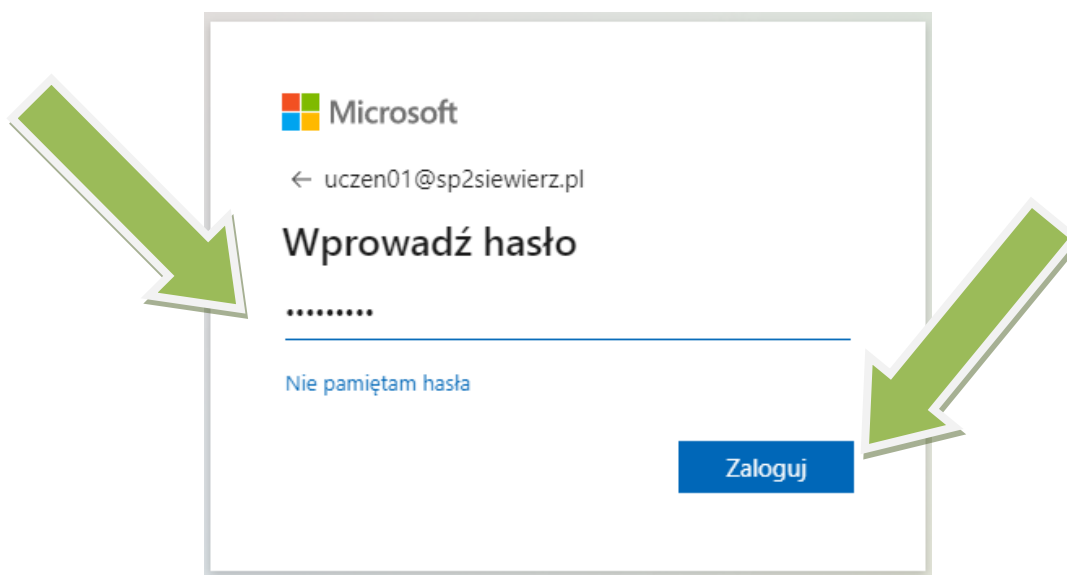 Microsoft
← uczen01@sp2siewierz.pl
Wprowadź hasło
•••••••••
Nie pamiętam hasła
Zaloguj